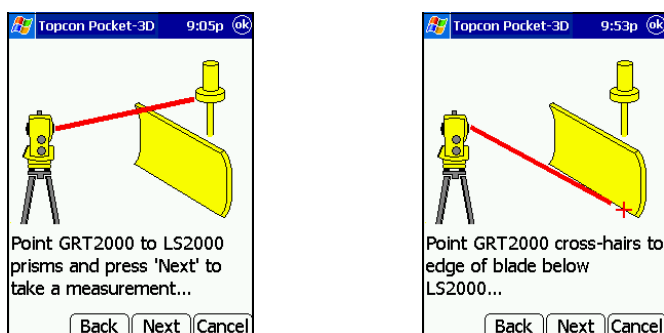 Topcon Pocket-3D 9:05p ok
Point GRT2000 to LS2000
prisms and press 'Next' to
take a measurement...
Back Next Cancel
Topcon Pocket-3D 9:53p ok
Point GRT2000 cross-hairs to
edge of blade below
LS2000...
Back Next Cancel